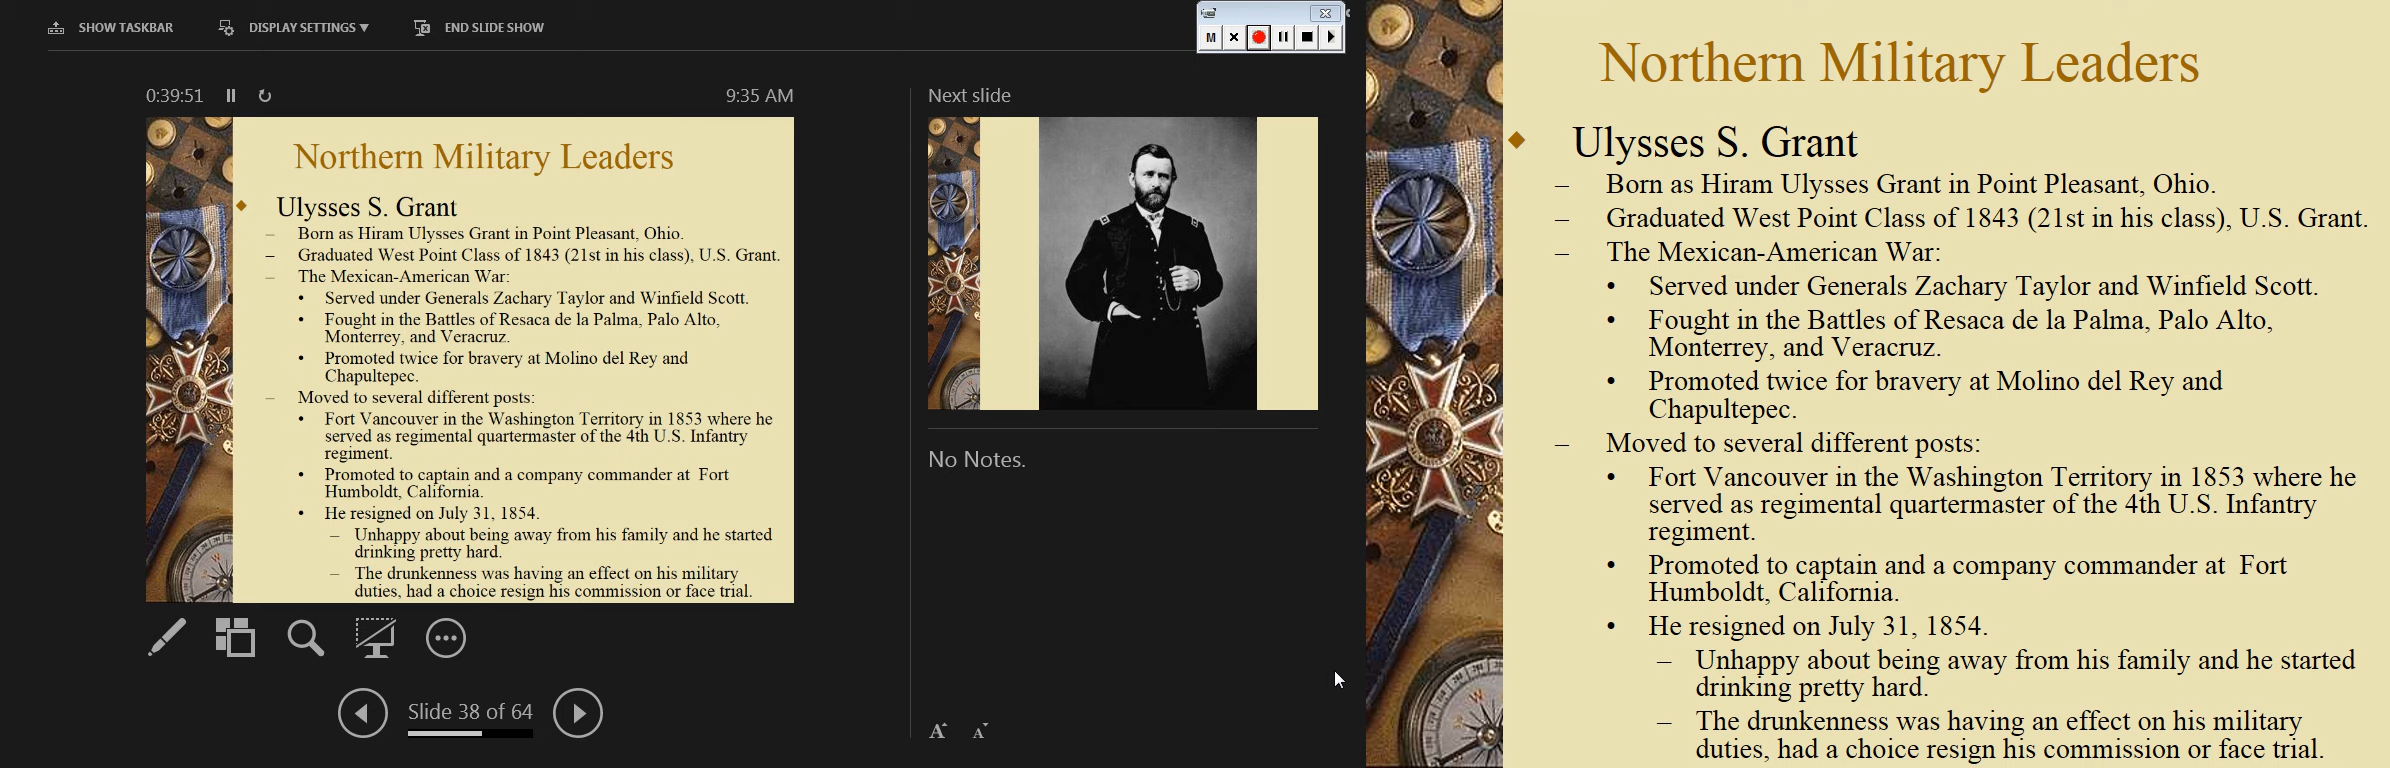 SHOW TASKBAR
DISPLAY SETTINGS ▼
END SLIDE SHOW
M
0:39:51
9:35 AM
Northern Military Leaders
Ulysses S. Grant
– Born as Hiram Ulysses Grant in Point Pleasant, Ohio.
– Graduated West Point Class of 1843 (21st in his class), U.S. Grant.
– The Mexican-American War:
• Served under Generals Zachary Taylor and Winfield Scott.
• Fought in the Battles of Resaca de la Palma, Palo Alto,
Monterrey, and Veracruz.
• Promoted twice for bravery at Molino del Rey and
Chapultepec.
– Moved to several different posts:
• Fort Vancouver in the Washington Territory in 1853 where he
served as regimental quartermaster of the 4th U.S. Infantry
regiment.
• Promoted to captain and a company commander at  Fort
Humboldt, California.
• He resigned on July 31, 1854.
– Unhappy about being away from his family and he started
drinking pretty hard.
– The drunkenness was having an effect on his military
duties, had a choice resign his commission or face trial.
Slide 38 of 64
Next slide
No Notes.
A
A
Northern Military Leaders
Ulysses S. Grant
– Born as Hiram Ulysses Grant in Point Pleasant, Ohio.
– Graduated West Point Class of 1843 (21st in his class), U.S. Grant.
– The Mexican-American War:
• Served under Generals Zachary Taylor and Winfield Scott.
• Fought in the Battles of Resaca de la Palma, Palo Alto,
Monterrey, and Veracruz.
• Promoted twice for bravery at Molino del Rey and
Chapultepec.
– Moved to several different posts:
• Fort Vancouver in the Washington Territory in 1853 where he
served as regimental quartermaster of the 4th U.S. Infantry
regiment.
• Promoted to captain and a company commander at  Fort
Humboldt, California.
• He resigned on July 31, 1854.
– Unhappy about being away from his family and he started
drinking pretty hard.
– The drunkenness was having an effect on his military
duties, had a choice resign his commission or face trial.